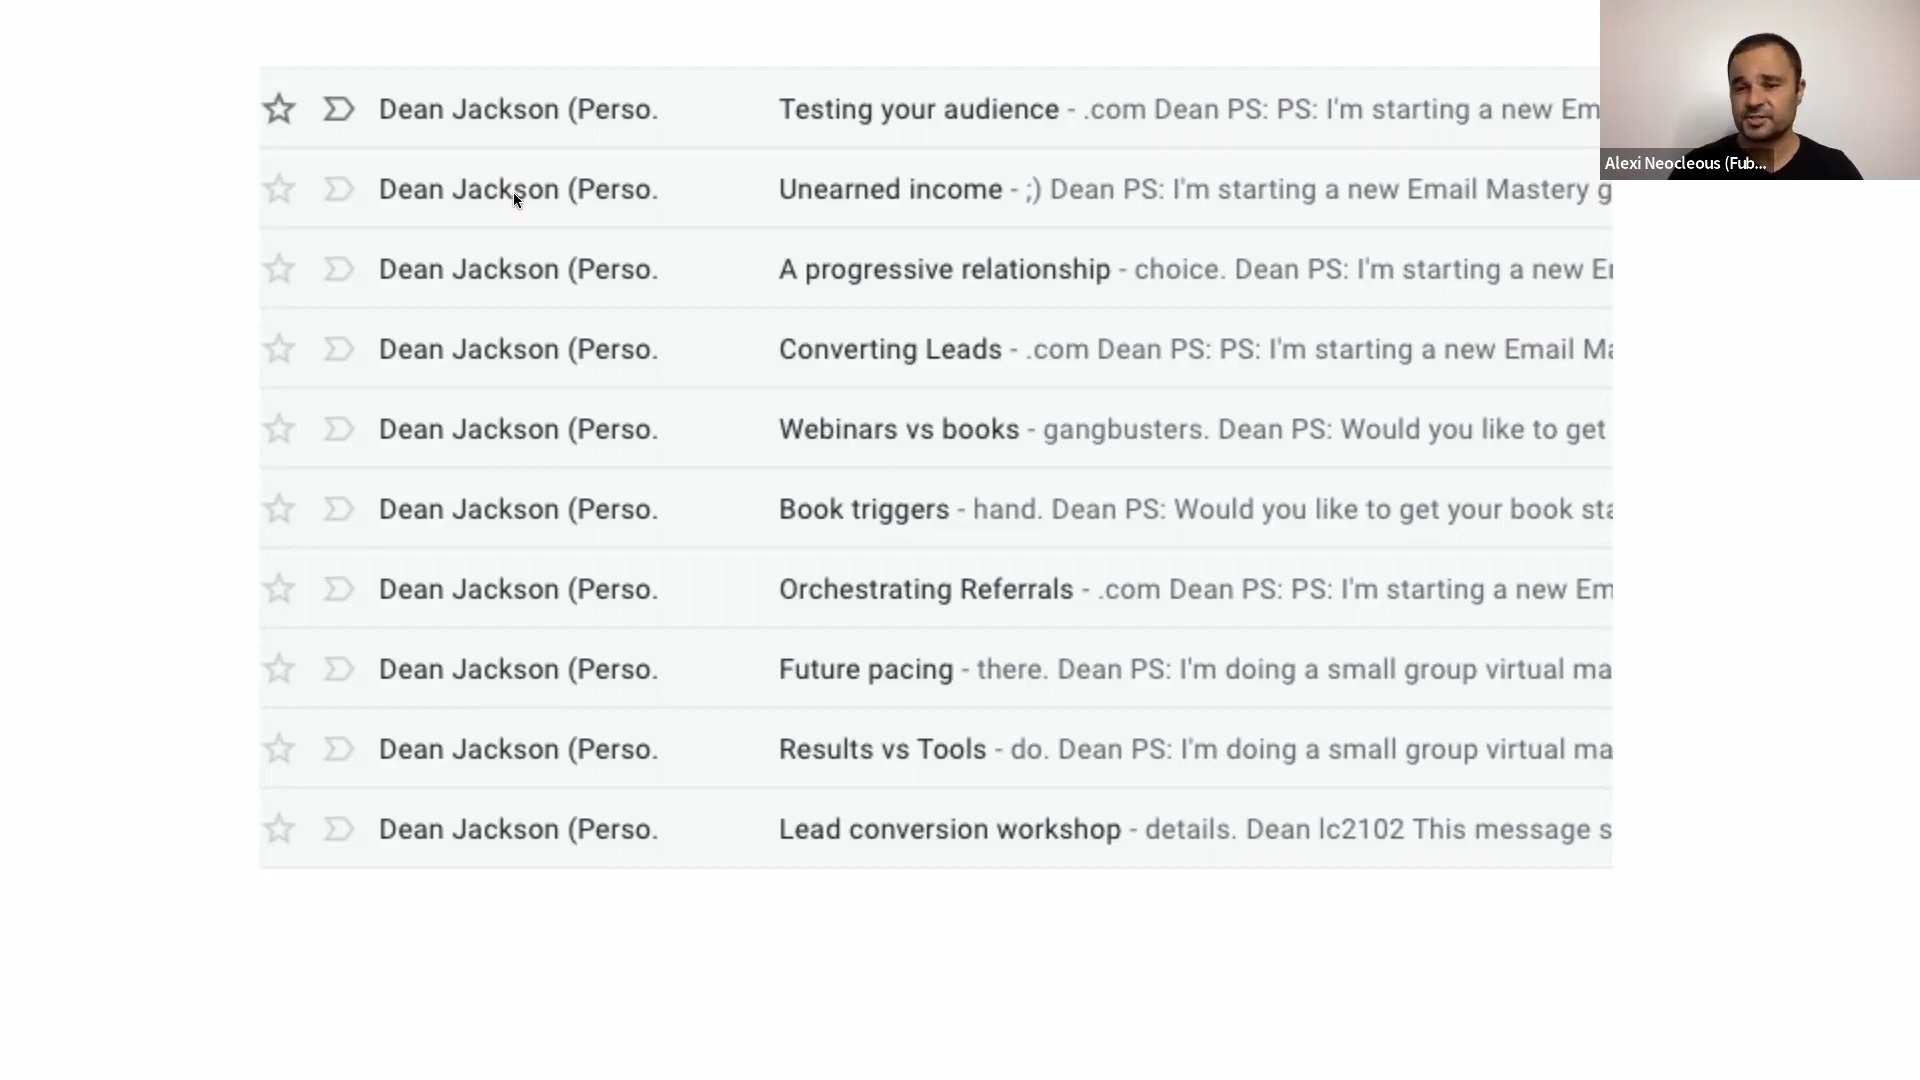 Dean Jackson (Perso. Testing your audience - .com Dean PS: PS: I'm starting a new Em
Alexi Neocleous (Fub...
Dean Jackson (Perso. Unearned income - ;) Dean PS: I'm starting a new Email Mastery g
Dean Jackson (Perso. A progressive relationship - choice. Dean PS: I'm starting a new E
Dean Jackson (Perso. Converting Leads - .com Dean PS: PS: I'm starting a new Email Ma
Dean Jackson (Perso. Webinars vs books - gangbusters. Dean PS: Would you like to get
Dean Jackson (Perso. Book triggers - hand. Dean PS: Would you like to get your book sta
Dean Jackson (Perso. Orchestrating Referrals - .com Dean PS: PS: I'm starting a new Em
Dean Jackson (Perso. Future pacing - there. Dean PS: I'm doing a small group virtual ma
Dean Jackson (Perso. Results vs Tools - do. Dean PS: I'm doing a small group virtual ma
Dean Jackson (Perso. Lead conversion workshop - details. Dean lc2102 This message s